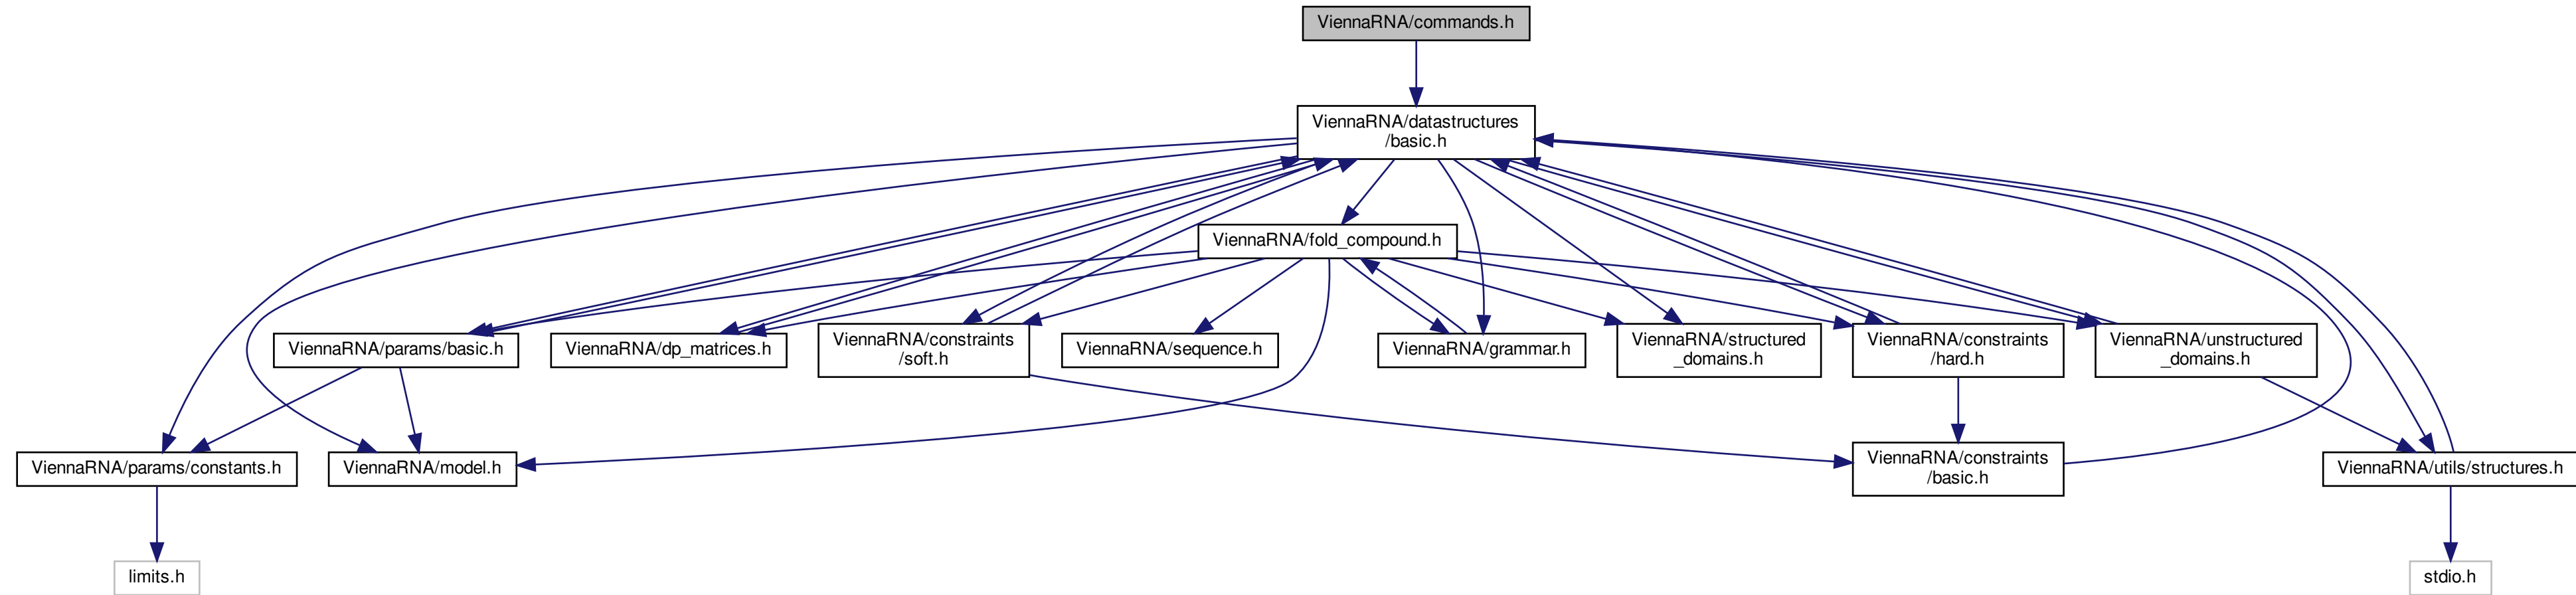 ViennaRNA/commands.h
ViennaRNA/datastructures
/basic.h
ViennaRNA/fold_compound.h
ViennaRNA/params/basic.h
ViennaRNA/dp_matrices.h
ViennaRNA/constraints
/soft.h
ViennaRNA/sequence.h
ViennaRNA/grammar.h
ViennaRNA/structured
_domains.h
ViennaRNA/constraints
/hard.h
ViennaRNA/unstructured
_domains.h
ViennaRNA/params/constants.h
ViennaRNA/model.h
ViennaRNA/constraints
/basic.h
ViennaRNA/utils/structures.h
limits.h
stdio.h